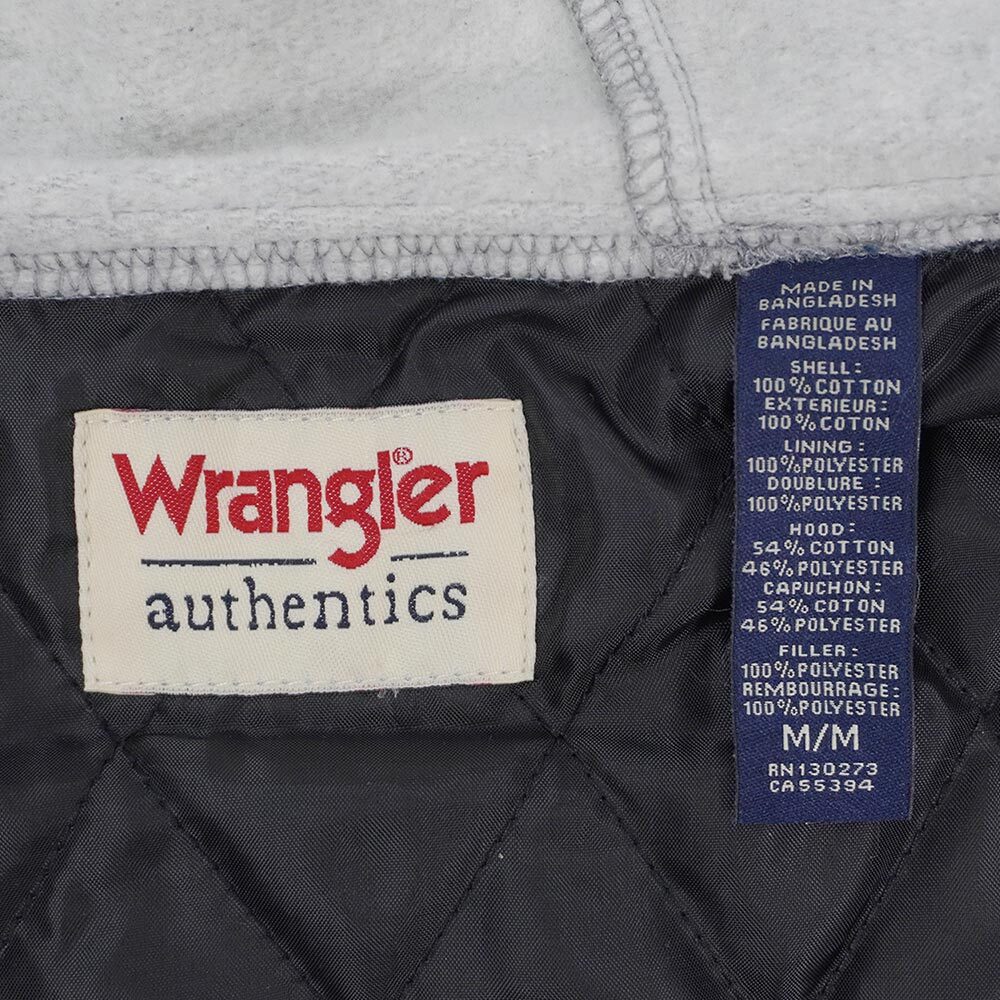 Wrangler®
authentics
MADE IN
BANGLADESH
FABRIQUE AU
BANGLADESH
SHELL:
100%COTTON
EXTERIEUR:
100%COTON
LINING:
100%POLYESTER
DOUBLURE:
100%POLYESTER
HOOD:
54%COTTON
46%POLYESTER
CAPUCHON:
54%COTON
46%POLYESTER
FILLER:
100%POLYESTER
REMBOURRAGE:
100%POLYESTER
M/M
RN130273
CA55394